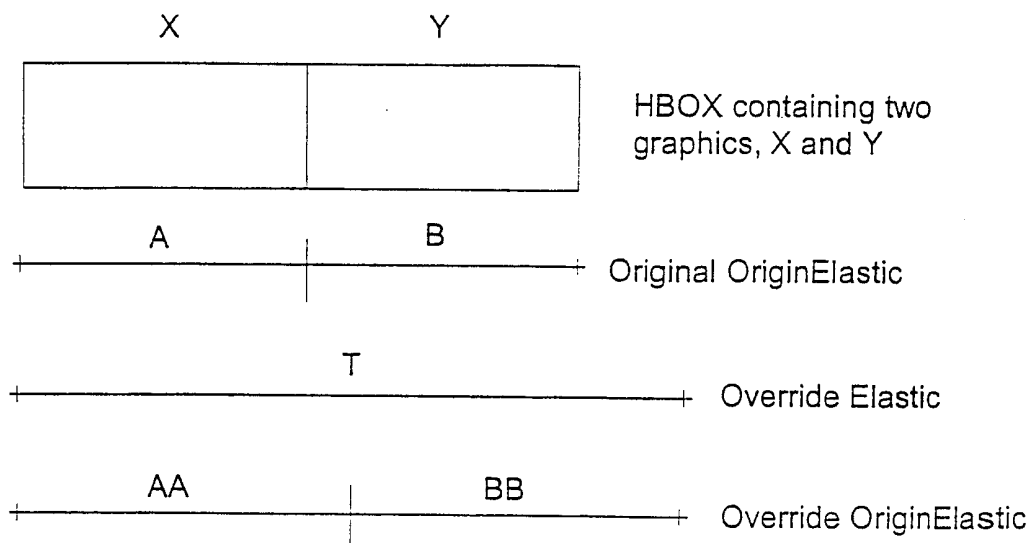 X Y
HBOX containing two
graphics, X and Y
A B
Original OriginElastic
T
Override Elastic
AA BB
Override OriginElastic